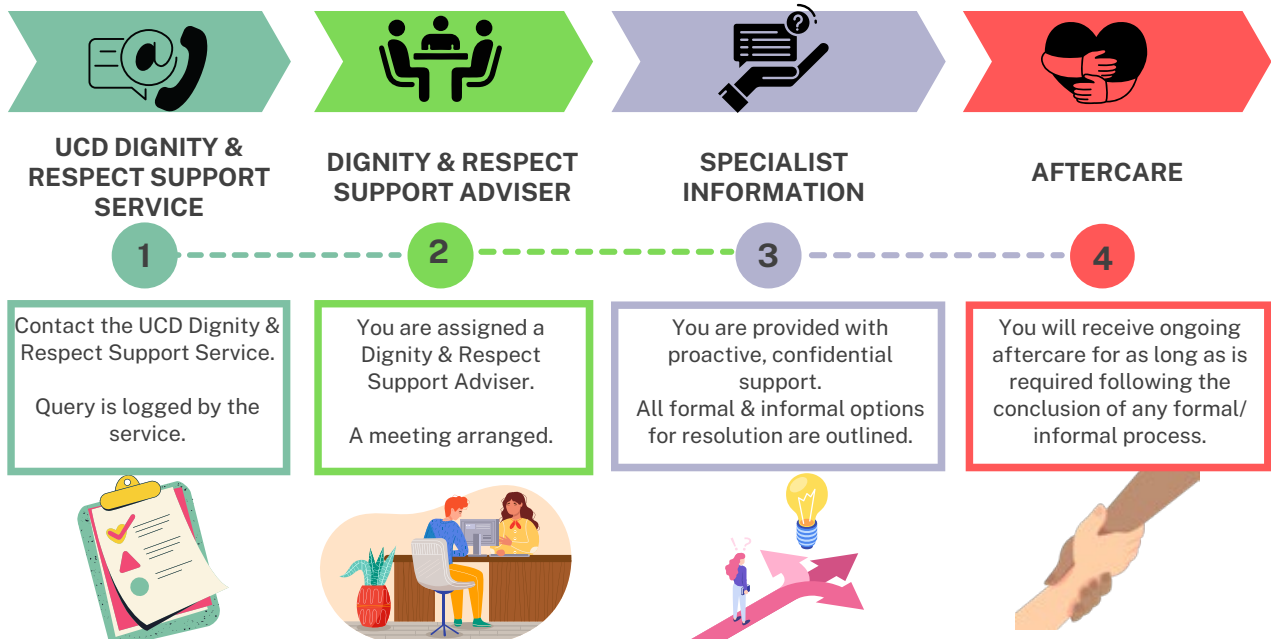 UCD DIGNITY &
RESPECT SUPPORT
SERVICE
1
Contact the UCD Dignity &
Respect Support Service.
Query is logged by the
service.
DIGNITY & RESPECT
SUPPORT ADVISER
2
You are assigned a
Dignity & Respect
Support Adviser.
A meeting arranged.
?
SPECIALIST
INFORMATION
3
You are provided with
proactive, confidential
support.
All formal & informal options
for resolution are outlined.
!?
AFTERCARE
4
You will receive ongoing
aftercare for as long as is
required following the
conclusion of any formal/
informal process.